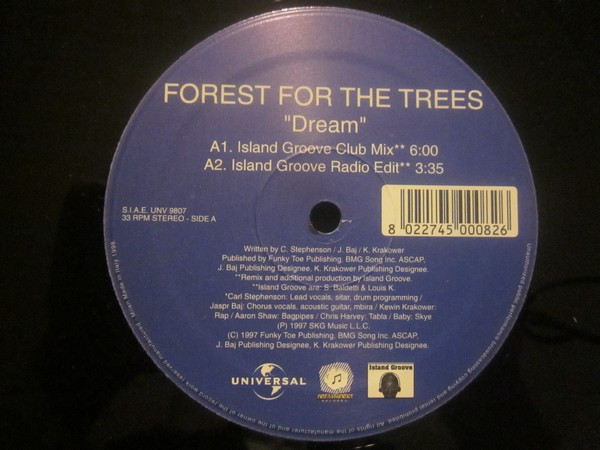 FOREST FOR THE TREES
"Dream"
A1. Island Groove Club Mix** 6:00
A2. Island Groove Radio Edit** 3:35
S.I.A.E. UNV 9807
33 RPM STEREO - SIDE A
8 022745 000826
Written by C. Stephenson / J. Baj / K. Krakower
Published by Funky Toe Publishing. BMG Song Inc. ASCAP.
J. Baj Publishing Designee, K. Krakower Publishing Designee.
**Remix and additional production by Island Groove.
**Island Groove are: S. Baldetti & Louis K.
*Carl Stephenson: Lead vocals, sitar, drum programming /
Jaspr Baj: Chorus vocals, acoustic guitar, mbira / Kewin Krakower:
Rap / Aaron Shaw: Bagpipes / Chris Harvey: Tabla / Baby: Skye
(P) 1997 SKG Music L.L.C.
(C) 1997 Funky Toe Publishing. BMG Song Inc. ASCAP.
J. Baj Publishing Designee, K. Krakower Publishing Designee.
UNIVERSAL
DREAMWORKS
RECORDS
Island Groove